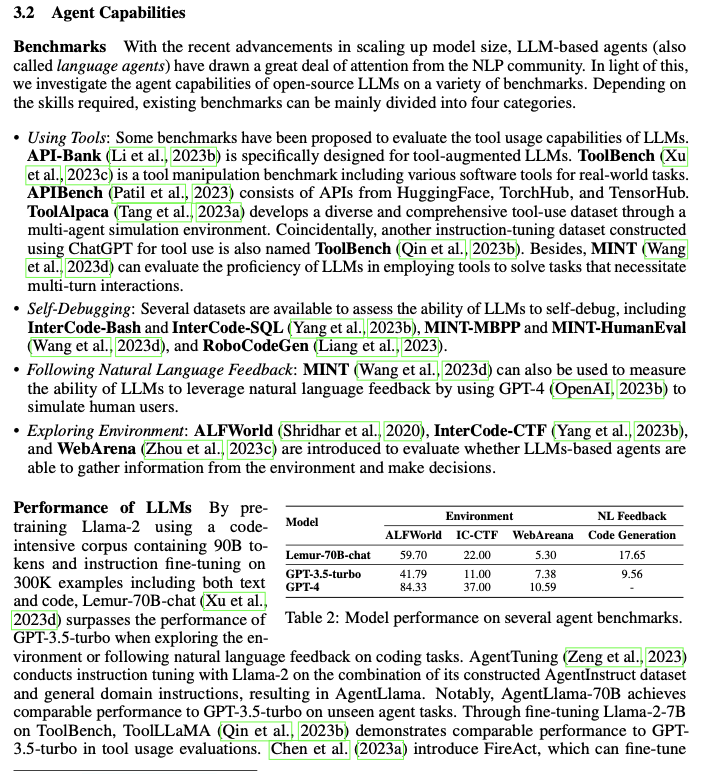 3.2 Agent Capabilities
Benchmarks With the recent advancements in scaling up model size, LLM-based agents (also
called language agents) have drawn a great deal of attention from the NLP community. In light of this,
we investigate the agent capabilities of open-source LLMs on a variety of benchmarks. Depending on
the skills required, existing benchmarks can be mainly divided into four categories.
• Using Tools: Some benchmarks have been proposed to evaluate the tool usage capabilities of LLMs.
API-Bank (Li et al., 2023b) is specifically designed for tool-augmented LLMs. ToolBench (Xu
et al., 2023c) is a tool manipulation benchmark including various software tools for real-world tasks.
APIBench (Patil et al., 2023) consists of APIs from HuggingFace, TorchHub, and TensorHub.
ToolAlpaca (Tang et al., 2023a) develops a diverse and comprehensive tool-use dataset through a
multi-agent simulation environment. Coincidentally, another instruction-tuning dataset constructed
using ChatGPT for tool use is also named ToolBench (Qin et al., 2023b). Besides, MINT (Wang
et al., 2023d) can evaluate the proficiency of LLMs in employing tools to solve tasks that necessitate
multi-turn interactions.
• Self-Debugging: Several datasets are available to assess the ability of LLMs to self-debug, including
InterCode-Bash and InterCode-SQL (Yang et al., 2023b), MINT-MBPP and MINT-HumanEval
(Wang et al., 2023d), and RoboCodeGen (Liang et al., 2023).
• Following Natural Language Feedback: MINT (Wang et al., 2023d) can also be used to measure
the ability of LLMs to leverage natural language feedback by using GPT-4 (OpenAI, 2023b) to
simulate human users.
• Exploring Environment: ALFWorld (Shridhar et al., 2020), InterCode-CTF (Yang et al., 2023b),
and WebArena (Zhou et al., 2023c) are introduced to evaluate whether LLMs-based agents are
able to gather information from the environment and make decisions.
Performance of LLMs By pre-
training Llama-2 using a code-
intensive corpus containing 90B to-
kens and instruction fine-tuning on
300K examples including both text
and code, Lemur-70B-chat (Xu et al.,
2023d) surpasses the performance of
GPT-3.5-turbo when exploring the en-
Model Environment NL Feedback
ALFWorld IC-CTF WebAreana Code Generation
Lemur-70B-chat 59.70 22.00 5.30 17.65
GPT-3.5-turbo 41.79 11.00 7.38 9.56
GPT-4 84.33 37.00 10.59 -
Table 2: Model performance on several agent benchmarks.
vironment or following natural language feedback on coding tasks. AgentTuning (Zeng et al., 2023)
conducts instruction tuning with Llama-2 on the combination of its constructed AgentInstruct dataset
and general domain instructions, resulting in AgentLlama. Notably, AgentLlama-70B achieves
comparable performance to GPT-3.5-turbo on unseen agent tasks. Through fine-tuning Llama-2-7B
on ToolBench, ToolLLaMA (Qin et al., 2023b) demonstrates comparable performance to GPT-
3.5-turbo in tool usage evaluations. Chen et al. (2023a) introduce FireAct, which can fine-tune